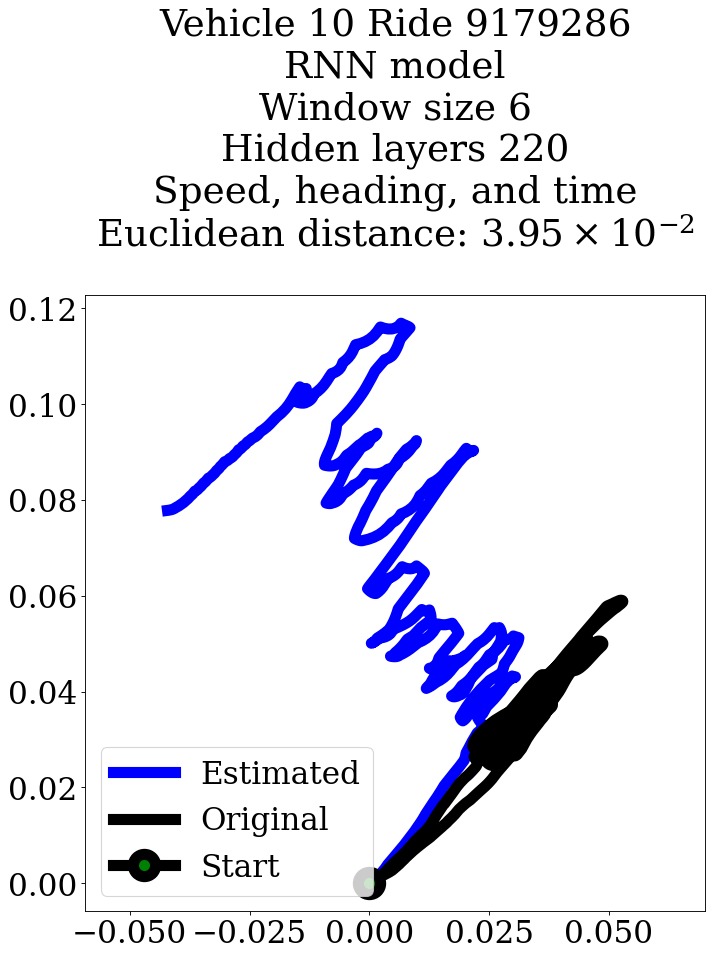 Vehicle 10 Ride 9179286
RNN model
Window size 6
Hidden layers 220
Speed, heading, and time
Euclidean distance: 3.95 × 10⁻²
0.12
0.10
0.08
0.06
0.04
0.02
0.00
Estimated
Original
Start
−0.050 −0.025 0.000 0.025 0.050